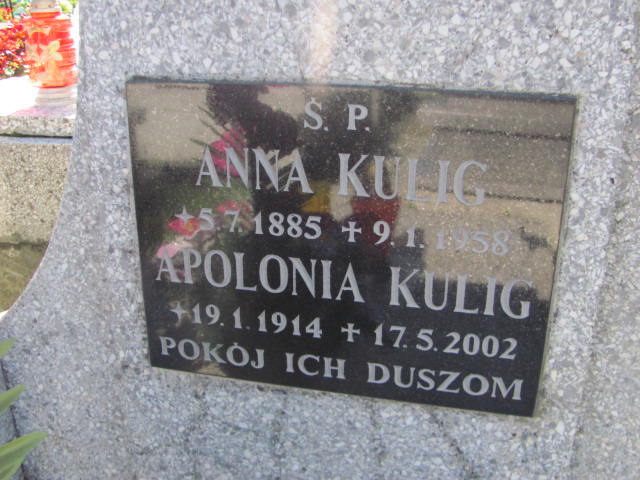 Ś. P.
ANNA KULIG
✦5.7.1885 ✝9.1.1958
APOLONIA KULIG
✦19.1.1914 ✝17.5.2002
POKÓJ ICH DUSZOM